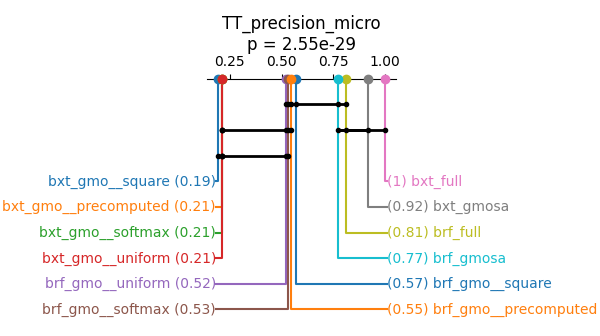 TT_precision_micro
p = 2.55e-29
0.25 0.50 0.75 1.00
bxt_gmo__square (0.19) (1) bxt_full
bxt_gmo__precomputed (0.21) (0.92) bxt_gmosa
bxt_gmo__softmax (0.21) (0.81) brf_full
bxt_gmo__uniform (0.21) (0.77) brf_gmosa
brf_gmo__uniform (0.52) (0.57) brf_gmo__square
brf_gmo__softmax (0.53) (0.55) brf_gmo__precomputed